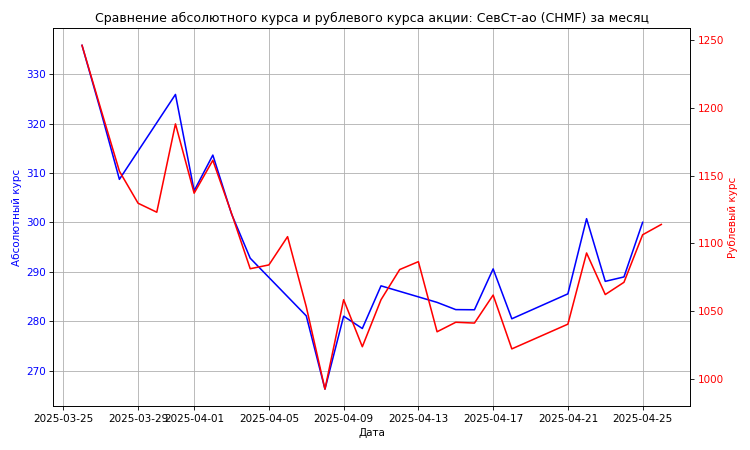 Сравнение абсолютного курса и рублевого курса акции: СевСт-ао (CHMF) за месяц
Абсолютный курс
330
320
310
300
290
280
270
1250
1200
1150
1100
1050
1000
Рублевый курс
2025-03-25 2025-03-29 2025-04-01 2025-04-05 2025-04-09 2025-04-13 2025-04-17 2025-04-21 2025-04-25
Дата